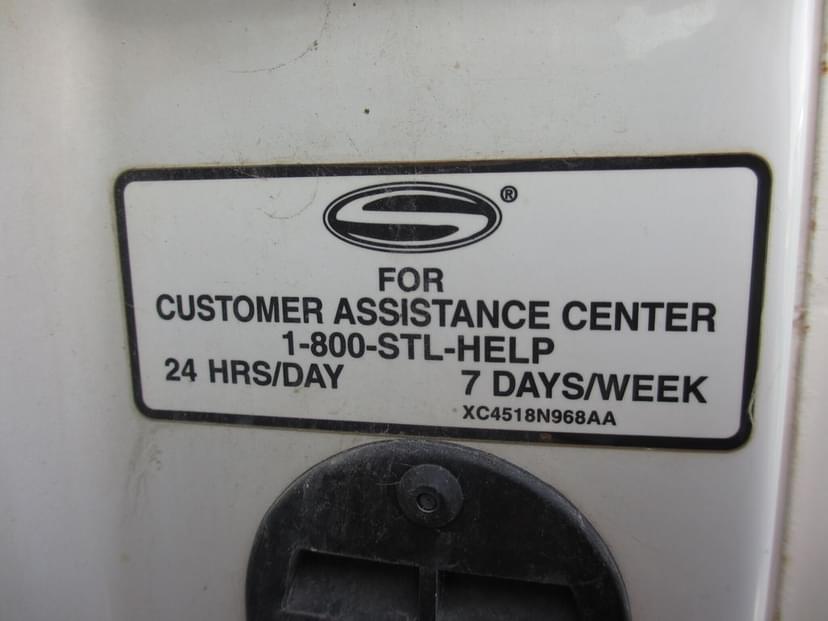 ®
FOR
CUSTOMER ASSISTANCE CENTER
1-800-STL-HELP
24 HRS/DAY 7 DAYS/WEEK
XC4518N968AA